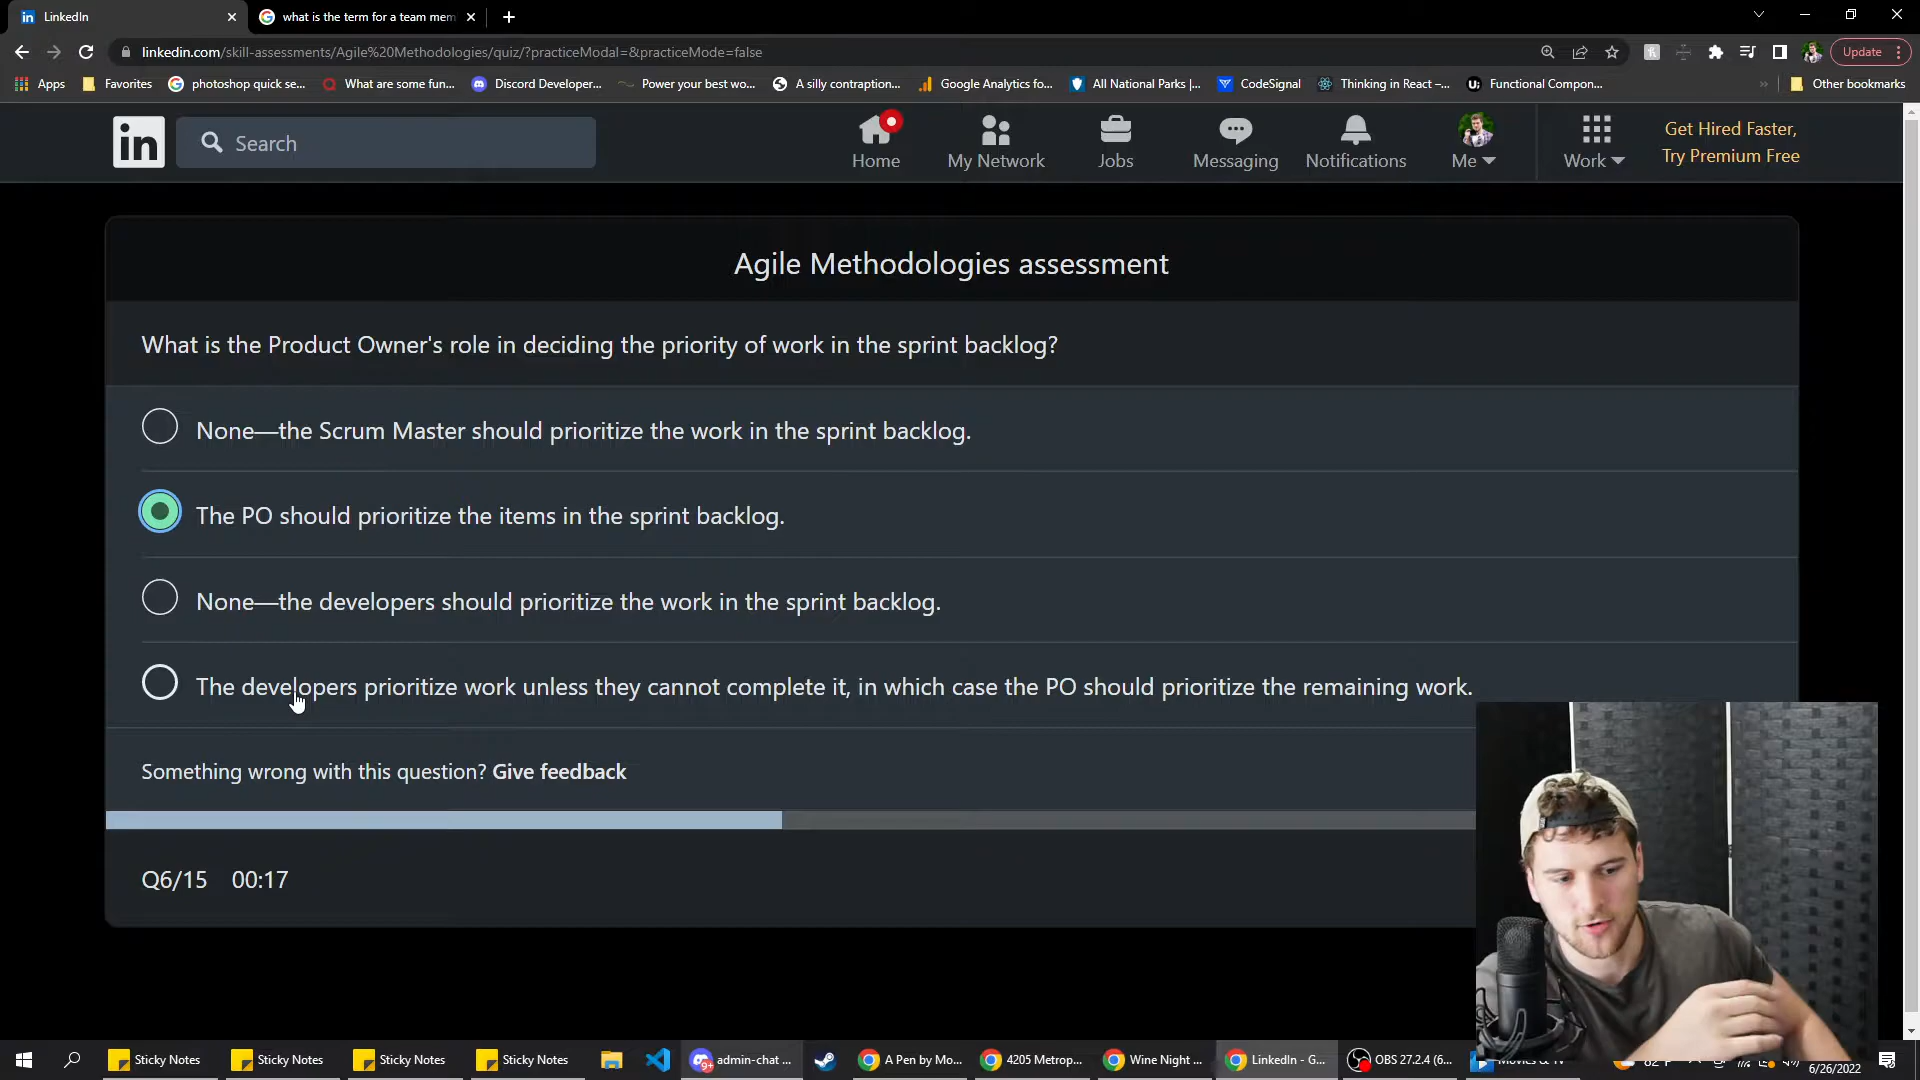 LinkedIn
what is the term for a team mem
linkedin.com/skill-assessments/Agile%20Methodologies/quiz/?practiceModal=&practiceMode=false
Update
Apps
Favorites
photoshop quick se...
What are some fun...
Discord Developer...
Power your best wo...
A silly contraption...
Google Analytics fo...
All National Parks |...
CodeSignal
Thinking in React –...
Functional Compon...
Other bookmarks
in
Search
Home
My Network
Jobs
Messaging
Notifications
Me
Work
Get Hired Faster,
Try Premium Free
Agile Methodologies assessment
What is the Product Owner's role in deciding the priority of work in the sprint backlog?
None—the Scrum Master should prioritize the work in the sprint backlog.
The PO should prioritize the items in the sprint backlog.
None—the developers should prioritize the work in the sprint backlog.
The developers prioritize work unless they cannot complete it, in which case the PO should prioritize the remaining work.
Something wrong with this question? Give feedback
Q6/15 00:17
Sticky Notes
Sticky Notes
Sticky Notes
Sticky Notes
admin-chat ...
A Pen by Mo...
4205 Metrop...
Wine Night ...
LinkedIn - G...
OBS 27.2.4 (6...
6/26/2022